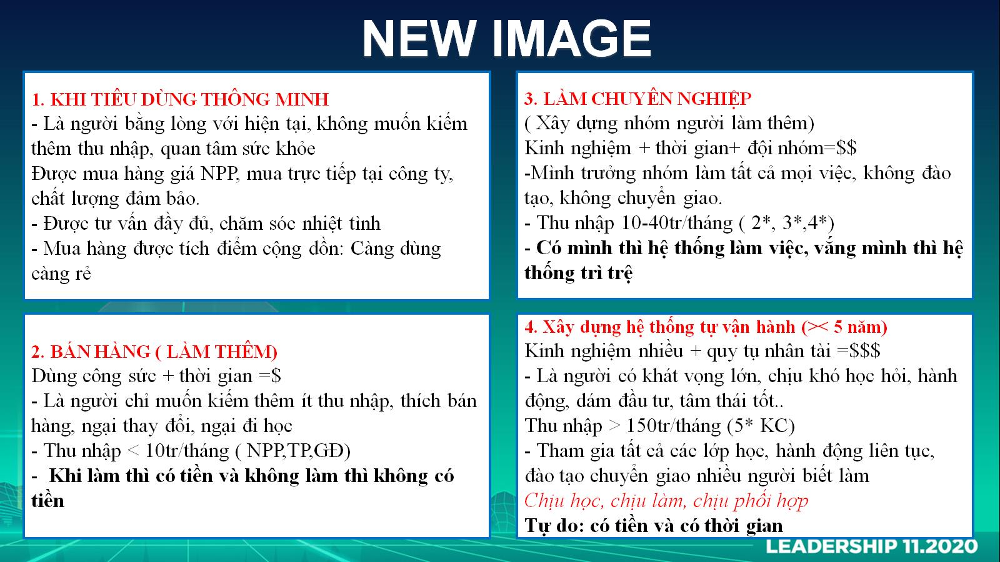 NEW IMAGE
1. KHI TIÊU DÙNG THÔNG MINH
- Là người bằng lòng với hiện tại, không muốn kiếm
thêm thu nhập, quan tâm sức khỏe
Được mua hàng giá NPP, mua trực tiếp tại công ty,
chất lượng đảm bảo.
- Được tư vấn đầy đủ, chăm sóc nhiệt tình
- Mua hàng được tích điểm cộng dồn: Càng dùng
càng rẻ
2. BÁN HÀNG ( LÀM THÊM)
Dùng công sức + thời gian =$
- Là người chỉ muốn kiếm thêm ít thu nhập, thích bán
hàng, ngại thay đổi, ngại đi học
- Thu nhập < 10tr/tháng ( NPP,TP,GĐ)
- Khi làm thì có tiền và không làm thì không có
tiền
3. LÀM CHUYÊN NGHIỆP
( Xây dựng nhóm người làm thêm)
Kinh nghiệm + thời gian+ đội nhóm=$$
-Mình trưởng nhóm làm tất cả mọi việc, không đào
tạo, không chuyển giao.
- Thu nhập 10-40tr/tháng ( 2*, 3*,4*)
- Có mình thì hệ thống làm việc, vắng mình thì hệ
thống trì trệ
4. Xây dựng hệ thống tự vận hành (>< 5 năm)
Kinh nghiệm nhiều + quy tụ nhân tài =$$$
- Là người có khát vọng lớn, chịu khó học hỏi, hành
động, dám đầu tư, tâm thái tốt..
Thu nhập > 150tr/tháng (5* KC)
- Tham gia tất cả các lớp học, hành động liên tục,
đào tạo chuyển giao nhiều người biết làm
Chịu học, chịu làm, chịu phối hợp
Tự do: có tiền và có thời gian
LEADERSHIP 11.2020